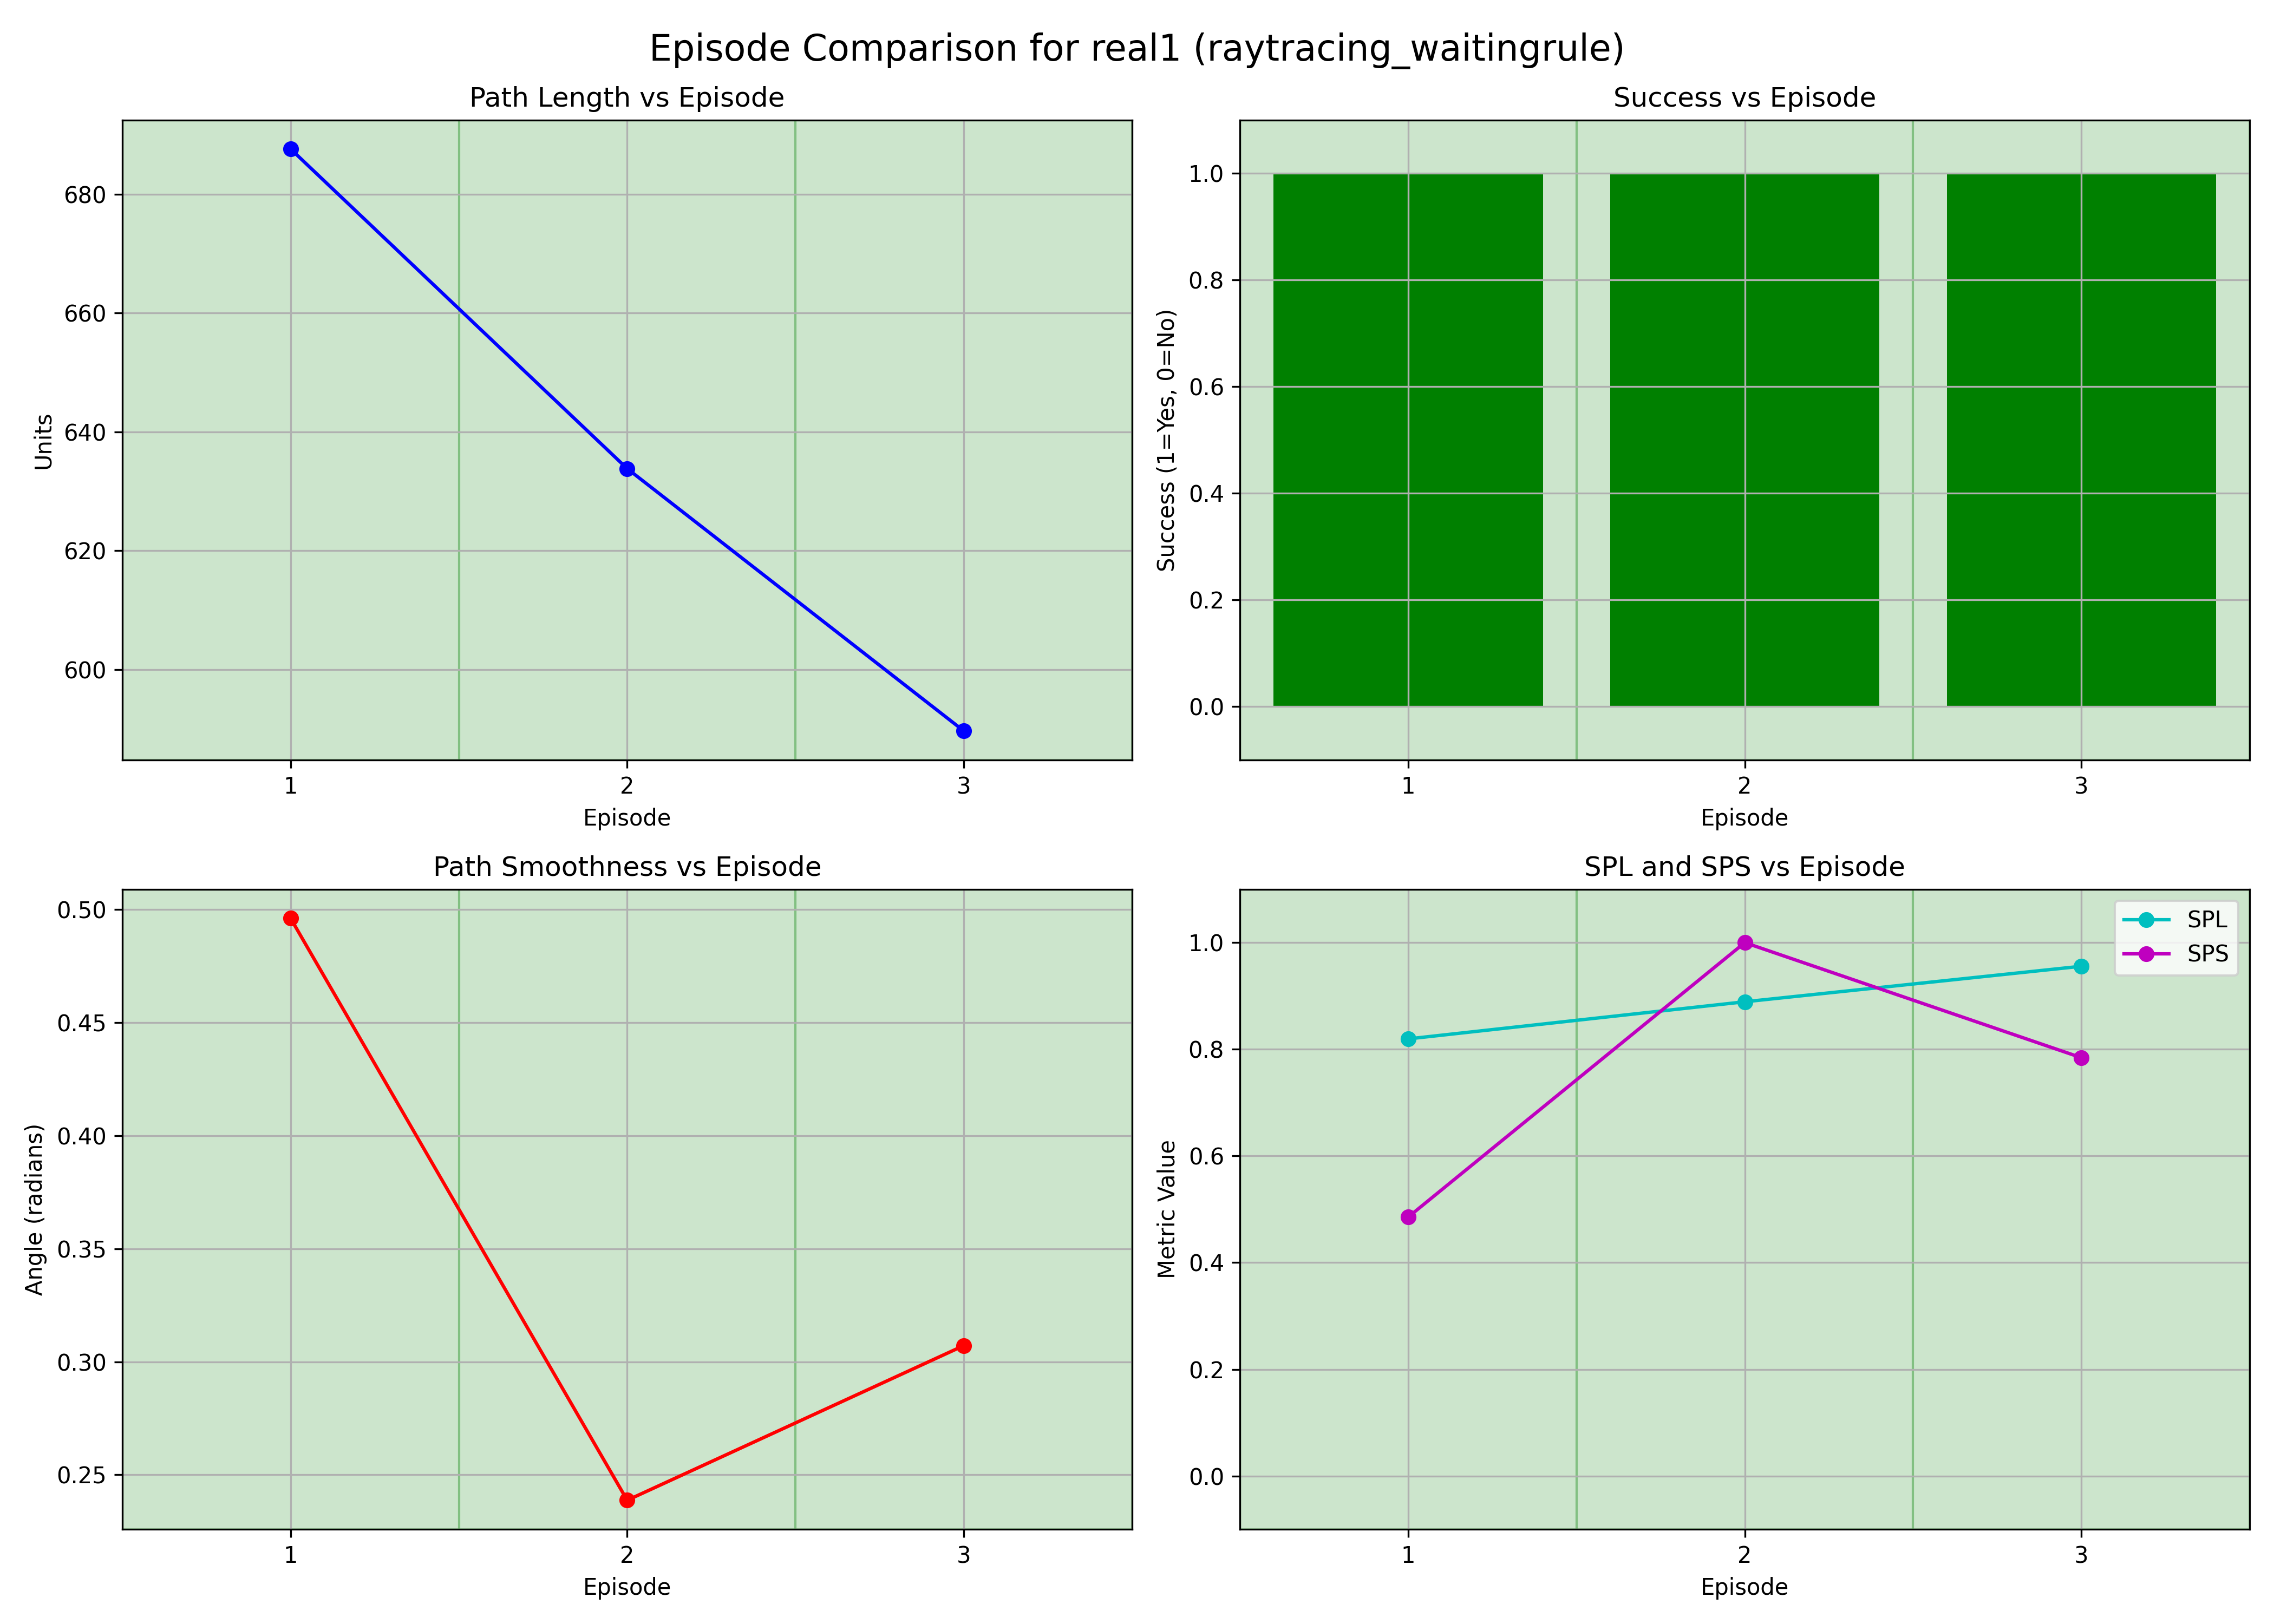 Episode Comparison for real1 (raytracing_waitingrule)
Path Length vs Episode
Units
680
660
640
620
600
1 2 3
Episode
Success vs Episode
Success (1=Yes, 0=No)
1.0
0.8
0.6
0.4
0.2
0.0
1 2 3
Episode
Path Smoothness vs Episode
Angle (radians)
0.50
0.45
0.40
0.35
0.30
0.25
1 2 3
Episode
SPL and SPS vs Episode
Metric Value
SPL
SPS
1.0
0.8
0.6
0.4
0.2
0.0
1 2 3
Episode